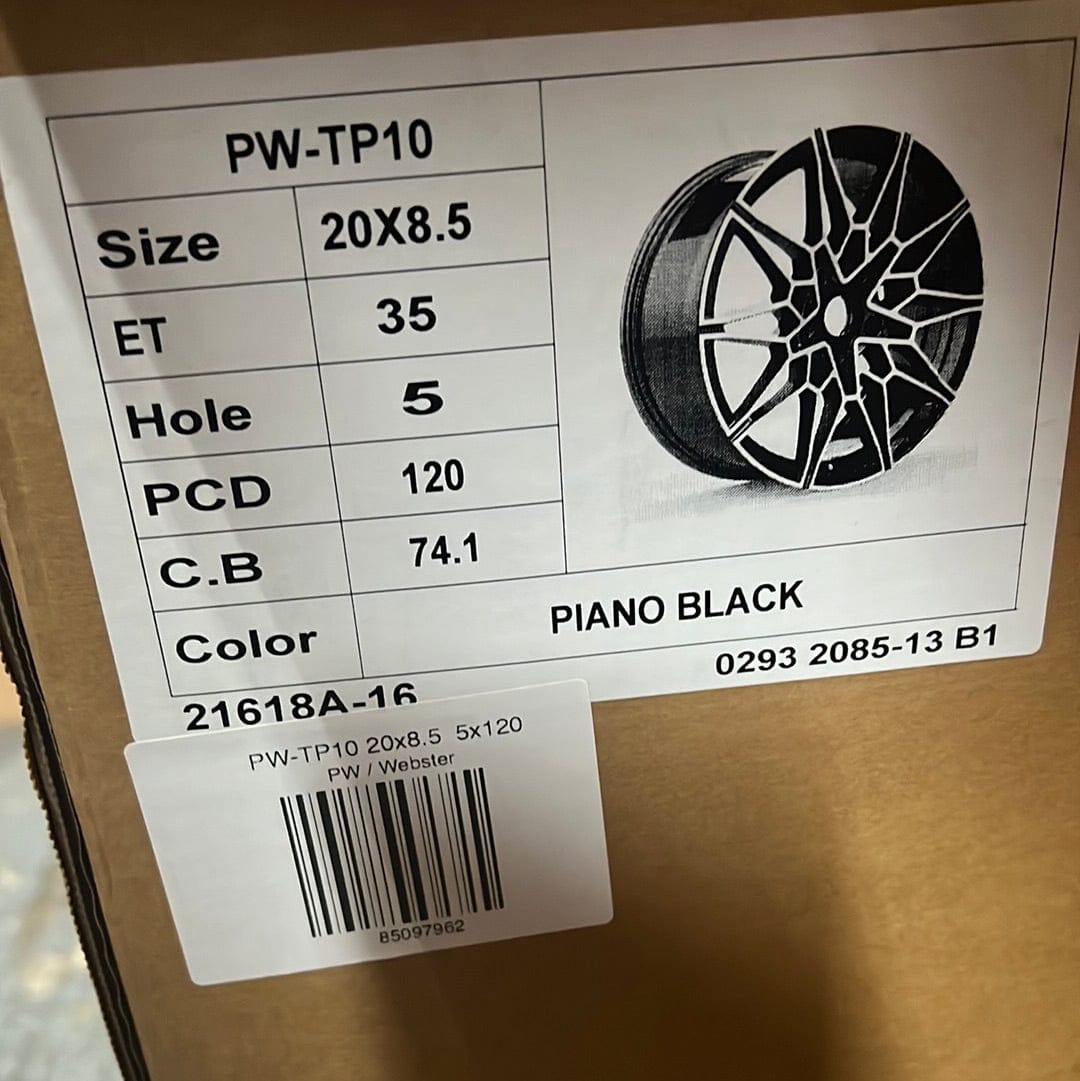 PW-TP10
Size 20X8.5
ET 35
Hole 5
PCD 120
C.B 74.1
Color PIANO BLACK
21618A-16 0293 2085-13 B1
PW-TP10 20x8.5 5x120
PW / Webster
85097962